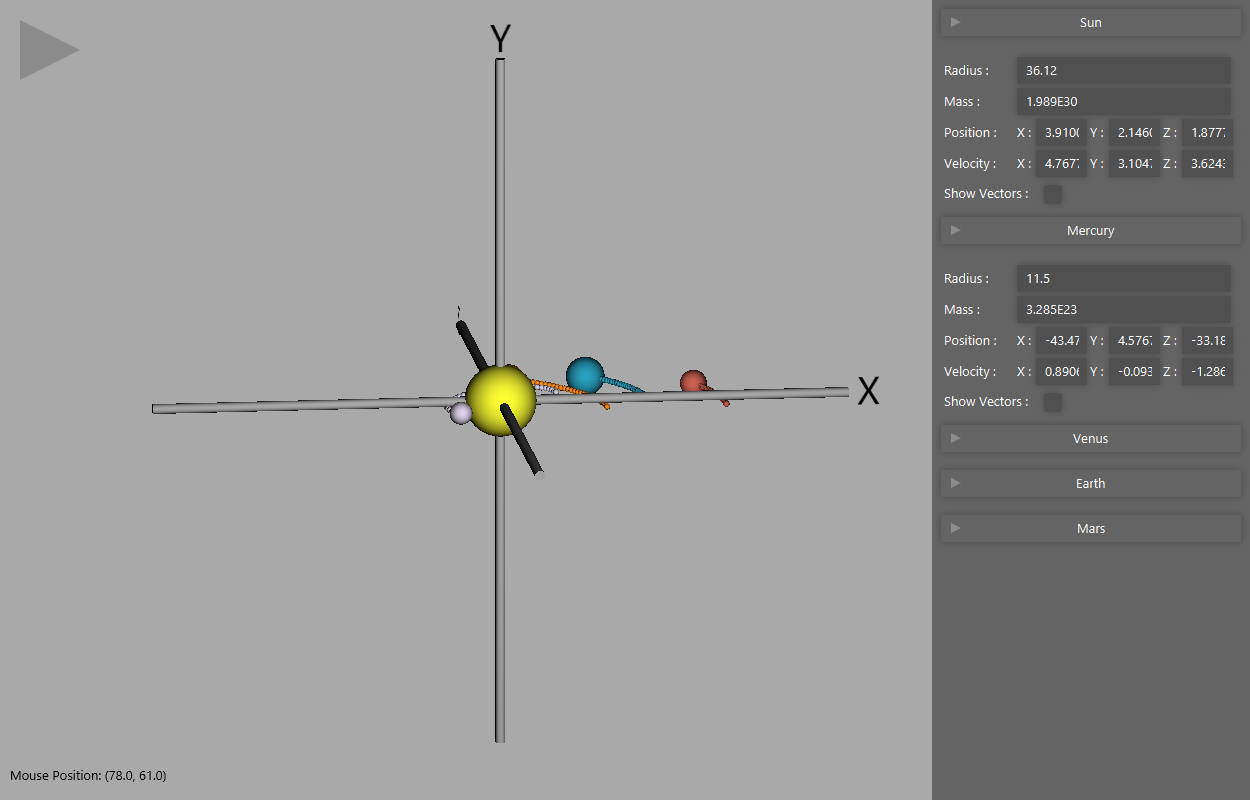 Y
X
Mouse Position: (78.0, 61.0)
Sun
Radius : 36.12
Mass : 1.989E30
Position : X : 3.910 Y : 2.146 Z : 1.877
Velocity : X : 4.767 Y : 3.104 Z : 3.624
Show Vectors :
Mercury
Radius : 11.5
Mass : 3.285E23
Position : X : -43.47 Y : 4.576 Z : -33.18
Velocity : X : 0.890 Y : -0.093 Z : -1.286
Show Vectors :
Venus
Earth
Mars